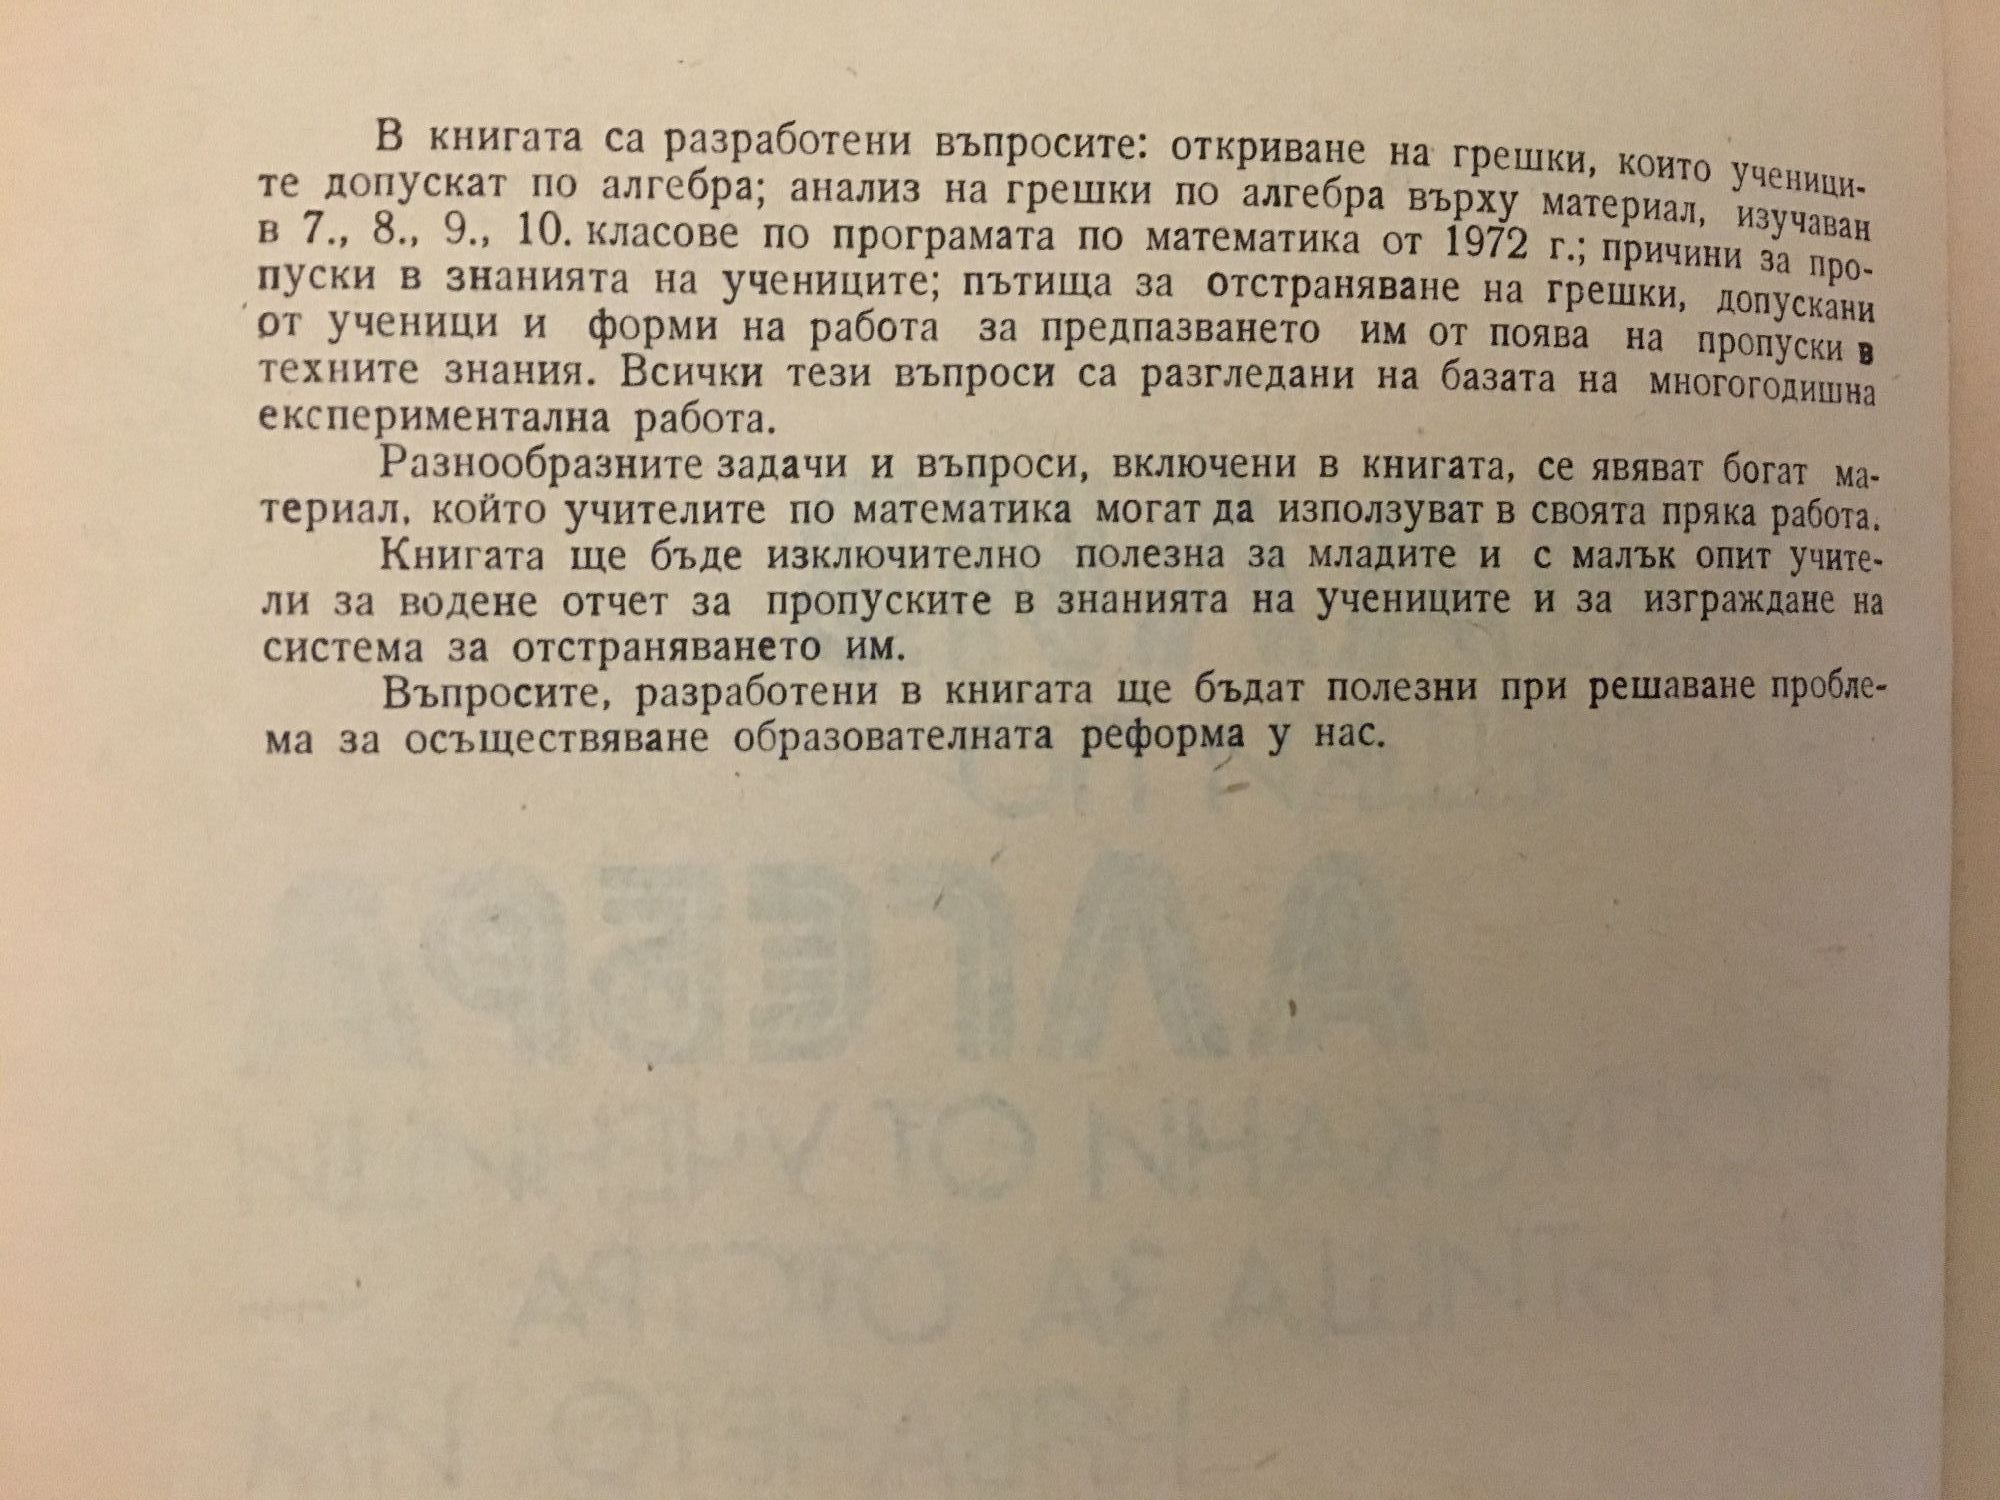 В книгата са разработени въпросите: откриване на грешки, които ученици-
те допускат по алгебра; анализ на грешки по алгебра върху материал, изучаван
в 7., 8., 9., 10. класове по програмата по математика от 1972 г.; причини за про-
пуски в знанията на учениците; пътища за отстраняване на грешки, допускани
от ученици и форми на работа за предпазването им от поява на пропуски в
техните знания. Всички тези въпроси са разгледани на базата на многогодишна
експериментална работа.
Разнообразните задачи и въпроси, включени в книгата, се явяват богат ма-
териал, който учителите по математика могат да използуват в своята пряка работа.
Книгата ще бъде изключително полезна за младите и с малък опит учите-
ли за водене отчет за пропуските в знанията на учениците и за изграждане на
система за отстраняването им.
Въпросите, разработени в книгата ще бъдат полезни при решаване пробле-
ма за осъществяване образователната реформа у нас.